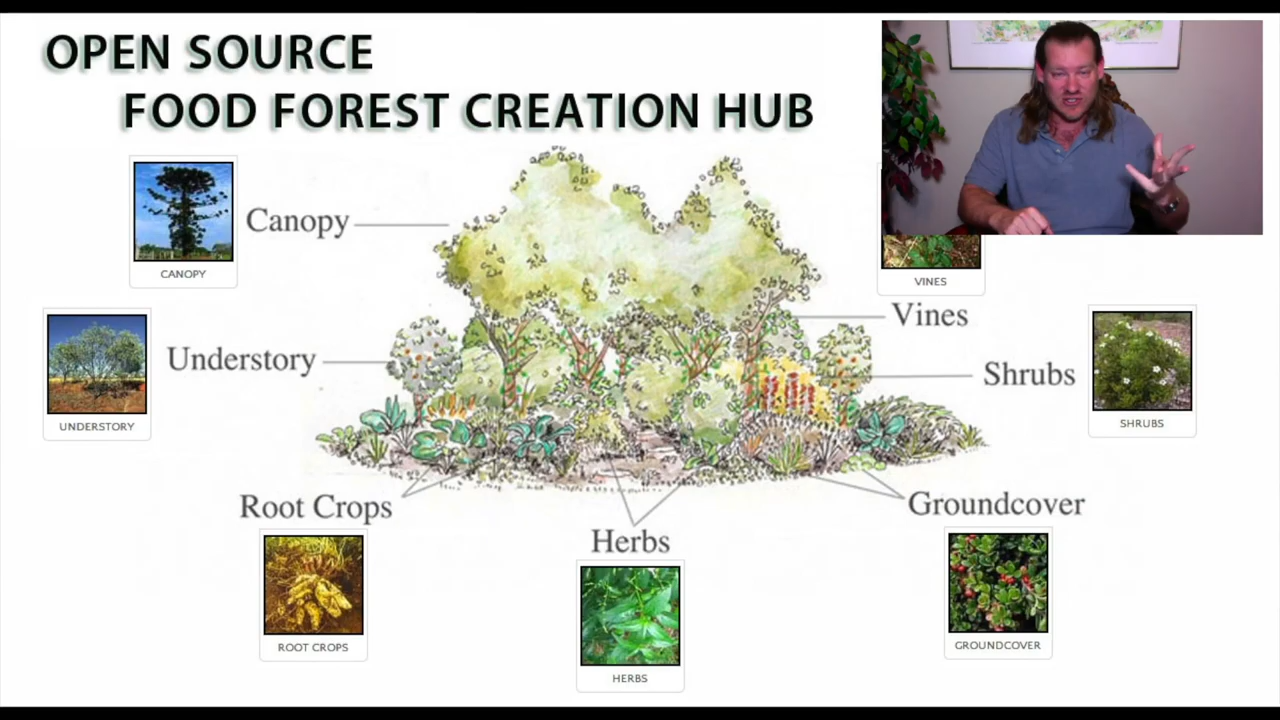 OPEN SOURCE
FOOD FOREST CREATION HUB
CANOPY
Canopy
VINES
Vines
UNDERSTORY
Understory
Shrubs
SHRUBS
Root Crops
ROOT CROPS
Herbs
HERBS
Groundcover
GROUNDCOVER